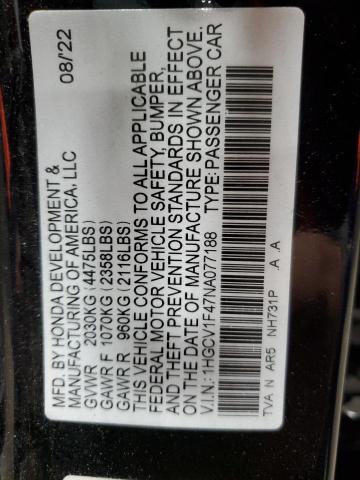 MFD. BY HONDA DEVELOPMENT & 08/22
MANUFACTURING OF AMERICA, LLC
GVWR 2030KG (4475LBS)
GAWR F 1070KG (2358LBS)
GAWR R 960KG (2116LBS)
THIS VEHICLE CONFORMS TO ALL APPLICABLE
FEDERAL MOTOR VEHICLE SAFETY, BUMPER,
AND THEFT PREVENTION STANDARDS IN EFFECT
ON THE DATE OF MANUFACTURE SHOWN ABOVE.
V.I.N.: 1HGCV1F47NA077188 TYPE: PASSENGER CAR
TVA N AR5 NH731P A A